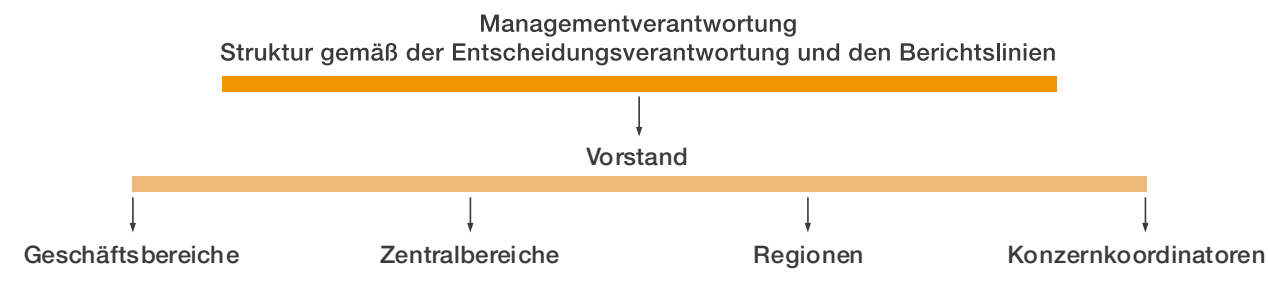 Managementverantwortung
Struktur gemäß der Entscheidungsverantwortung und den Berichtslinien
Vorstand
Geschäftsbereiche
Zentralbereiche
Regionen
Konzernkoordinatoren